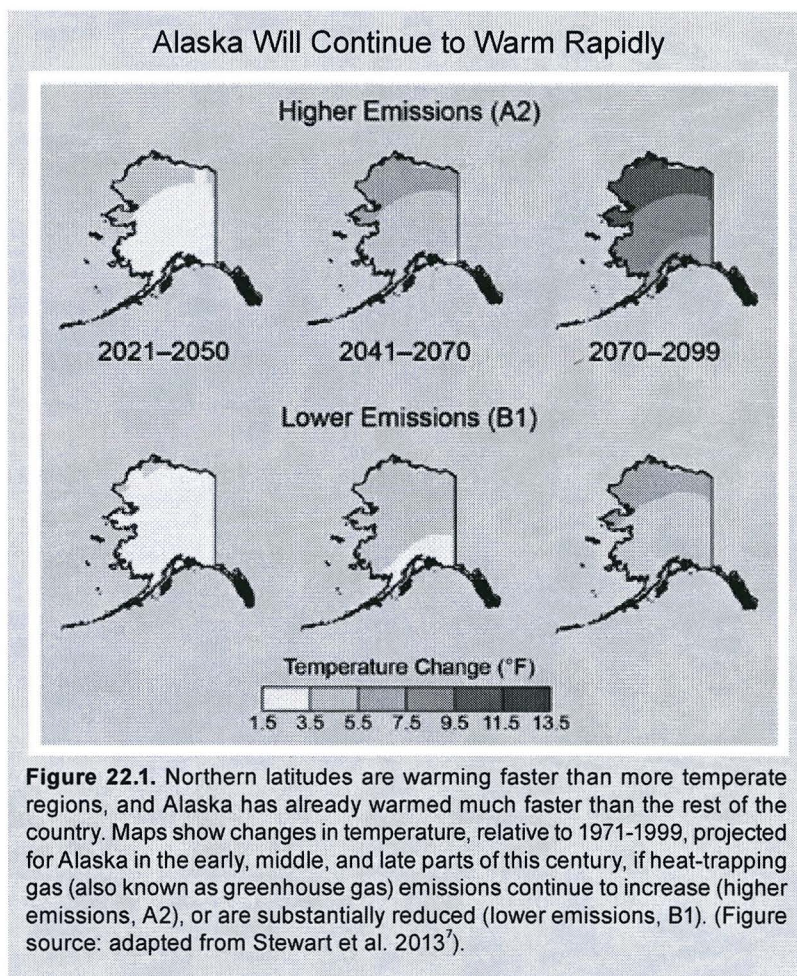 Alaska Will Continue to Warm Rapidly
Higher Emissions (A2)
2021–2050 2041–2070 2070–2099
Lower Emissions (B1)
Temperature Change (°F)
1.5 3.5 5.5 7.5 9.5 11.5 13.5
Figure 22.1. Northern latitudes are warming faster than more temperate
regions, and Alaska has already warmed much faster than the rest of the
country. Maps show changes in temperature, relative to 1971-1999, projected
for Alaska in the early, middle, and late parts of this century, if heat-trapping
gas (also known as greenhouse gas) emissions continue to increase (higher
emissions, A2), or are substantially reduced (lower emissions, B1). (Figure
source: adapted from Stewart et al. 2013⁷).